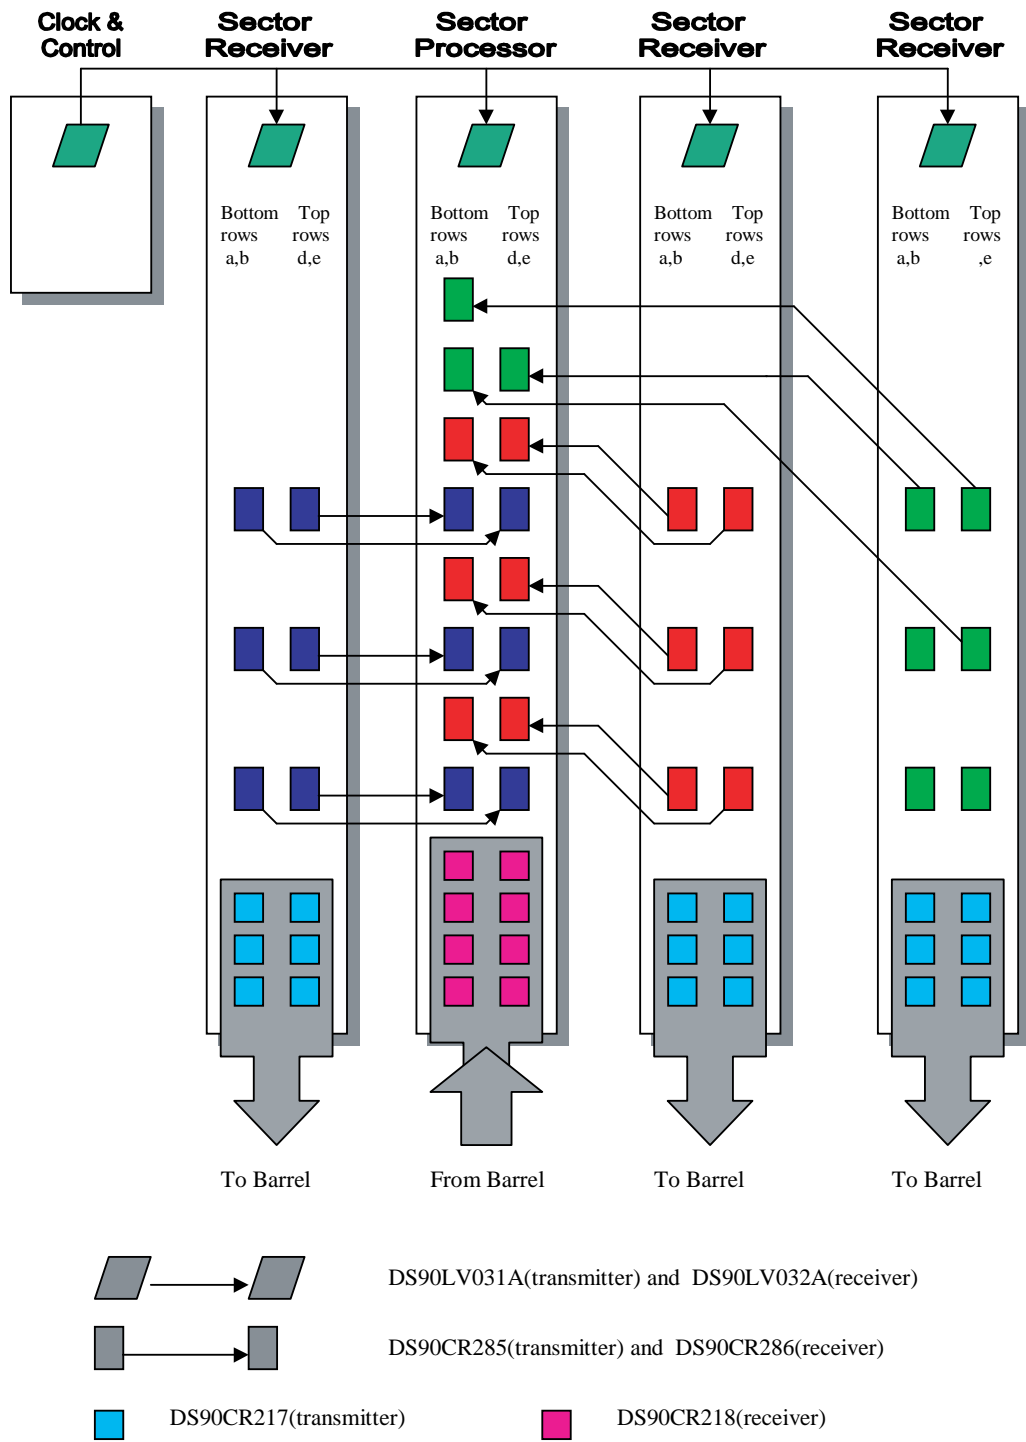 Clock & Control
Sector Receiver
Sector Processor
Sector Receiver
Sector Receiver
Bottom Top
rows rows
a,b d,e
Bottom Top
rows rows
a,b d,e
Bottom Top
rows rows
a,b d,e
Bottom Top
rows rows
a,b ,e
To Barrel
From Barrel
To Barrel
To Barrel
DS90LV031A(transmitter) and DS90LV032A(receiver)
DS90CR285(transmitter) and DS90CR286(receiver)
DS90CR217(transmitter)
DS90CR218(receiver)